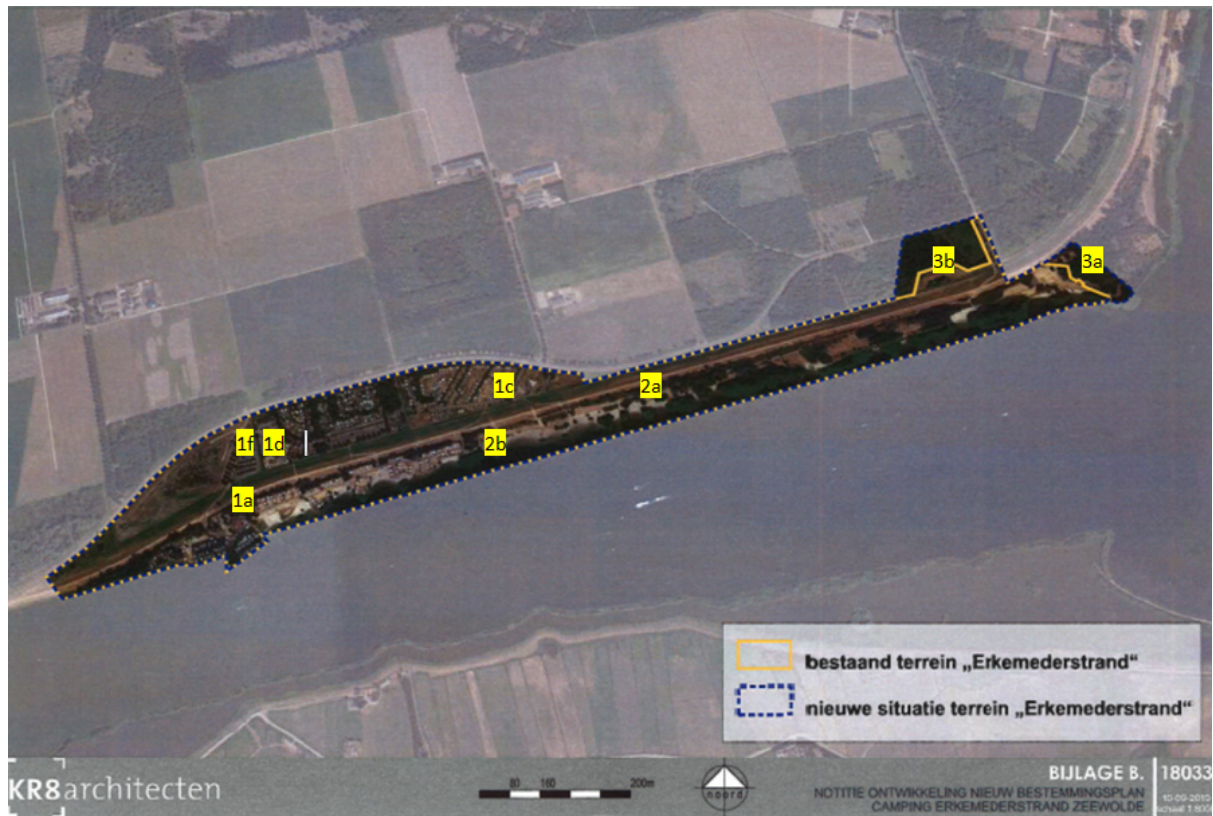 3b
3a
1c
2a
1f 1d
2b
1a
bestaand terrein „Erkemederstrand“
nieuwe situatie terrein „Erkemederstrand“
KR8architecten
80 160 200m
noord
BIJLAGE B.
18033
NOTITIE ONTWIKKELING NIEUW BESTEMMINGSPLAN
CAMPING ERKEMEDERSTRAND ZEEWOLDE